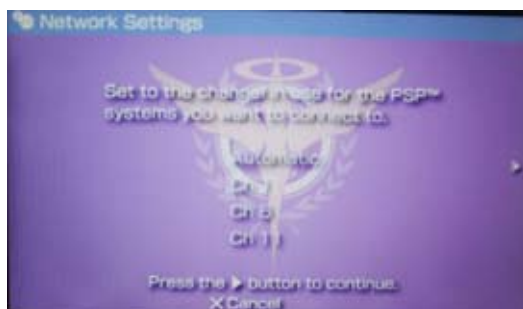 Network Settings
Set to the channel in use for the PSP™
systems you want to connect to.
Automatic
Ch 1
Ch 6
Ch 11
Press the ▶ button to continue.
✕ Cancel